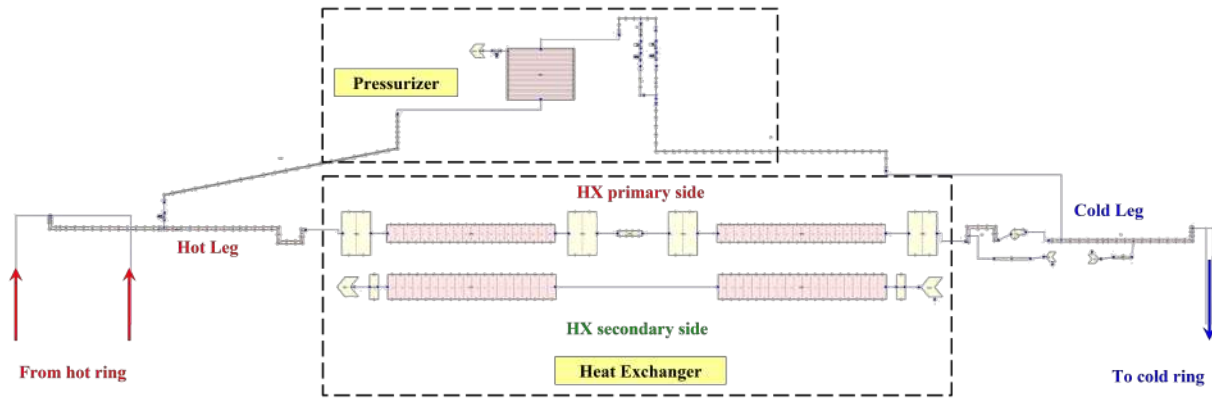 Pressurizer
HX primary side
Hot Leg
Cold Leg
HX secondary side
From hot ring
Heat Exchanger
To cold ring